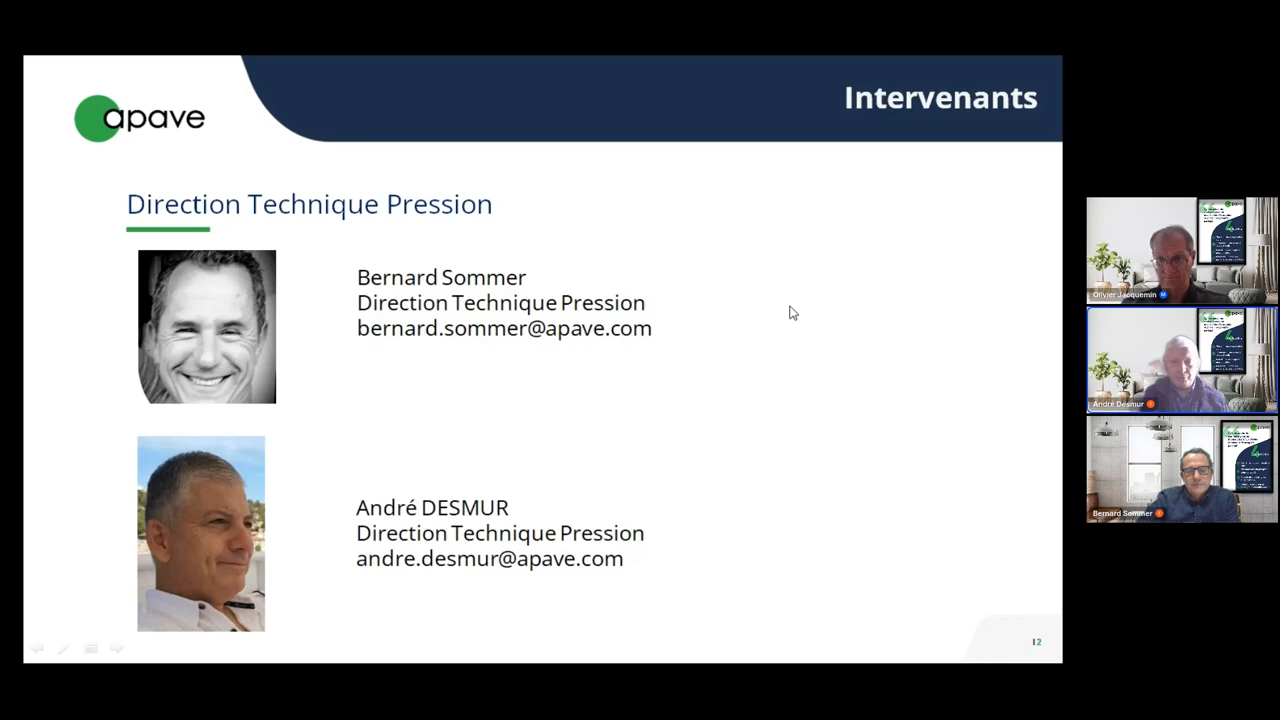 apave
Intervenants
Direction Technique Pression
Bernard Sommer
Direction Technique Pression
bernard.sommer@apave.com
André DESMUR
Direction Technique Pression
andre.desmur@apave.com
12
Olivier Jacquemin
André Desmur
Bernard Sommer